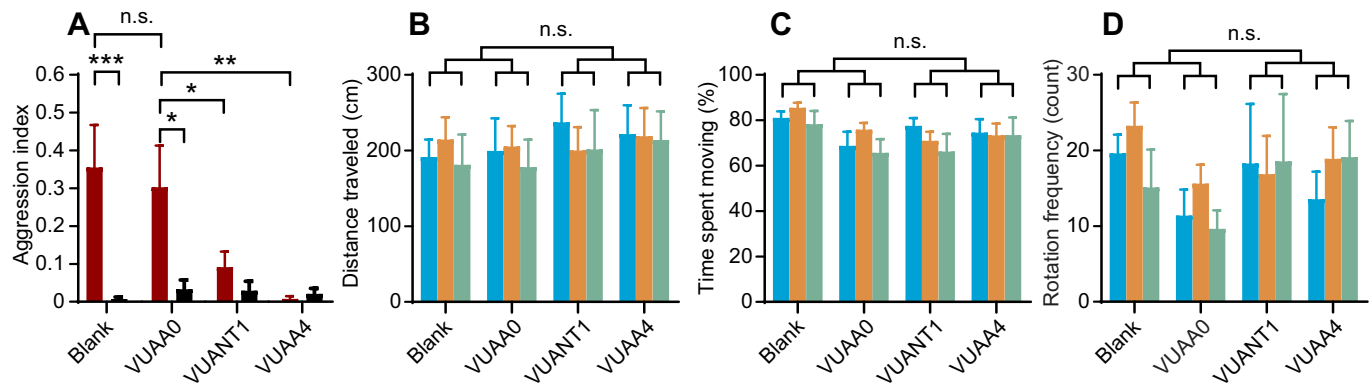 A
n.s.
***
**
*
*
Aggression index
0.6
0.5
0.4
0.3
0.2
0.1
0
Blank
VUAA0
VUANT1
VUAA4
B
n.s.
Distance traveled (cm)
300
200
100
0
Blank
VUAA0
VUANT1
VUAA4
C
n.s.
Time spent moving (%)
100
80
60
40
20
0
Blank
VUAA0
VUANT1
VUAA4
D
n.s.
Rotation frequency (count)
30
20
10
0
Blank
VUAA0
VUANT1
VUAA4